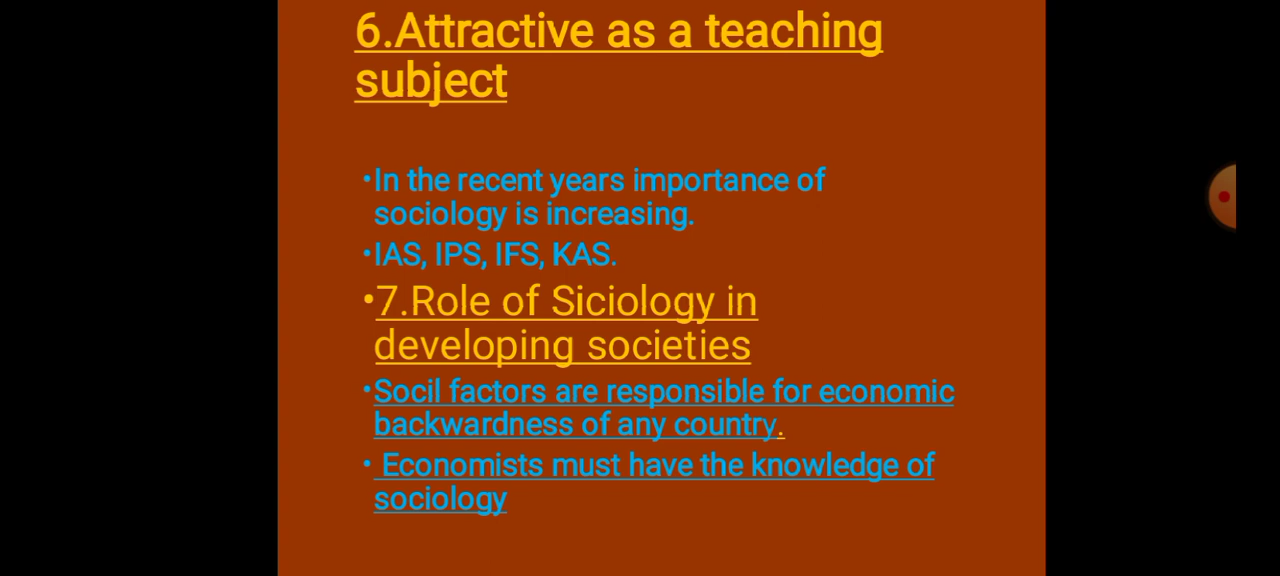 6.Attractive as a teaching
subject
•In the recent years importance of
sociology is increasing.
•IAS, IPS, IFS, KAS.
•7.Role of Siciology in
developing societies
•Socil factors are responsible for economic
backwardness of any country.
• Economists must have the knowledge of
sociology